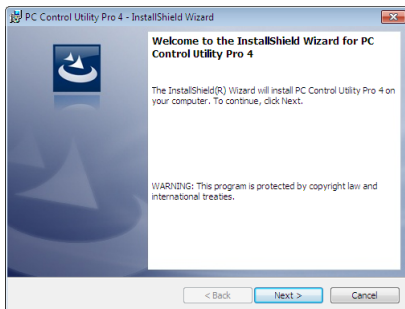 PC Control Utility Pro 4 - InstallShield Wizard
Welcome to the InstallShield Wizard for PC
Control Utility Pro 4
The InstallShield(R) Wizard will install PC Control Utility Pro 4 on
your computer. To continue, click Next.
WARNING: This program is protected by copyright law and
international treaties.
< Back Next > Cancel